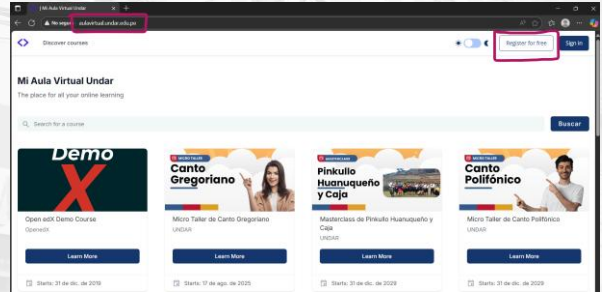 Mi Aula Virtual Undar
No seguro aulavirtual.undar.edu.pe
Discover courses
Register for free
Sign in
Mi Aula Virtual Undar
The place for all your online learning
Search for a course
Buscar
Demo
X
MICRO TALLER
Canto
Gregoriano
MASTERCLASS
Pinkullo
Huanuqueño
y Caja
MICRO TALLER
Canto
Polifónico
Open edX Demo Course
OpenedX
Learn More
Starts: 31 de dic. de 2016
Micro Taller de Canto Gregoriano
UNDAR
Learn More
Starts: 17 de ago. de 2025
Masterclass de Pinkullo Huanuqueño y
Caja
UNDAR
Learn More
Starts: 31 de dic. de 2029
Micro Taller de Canto Polifónico
UNDAR
Learn More
Starts: 31 de dic. de 2029